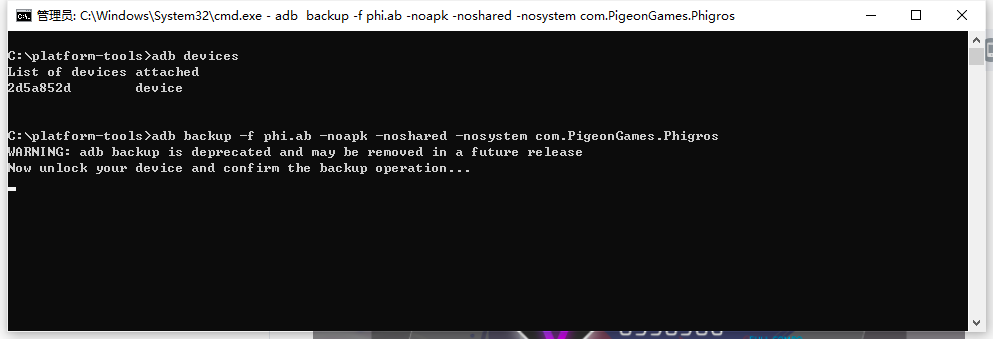 管理员: C:\Windows\System32\cmd.exe - adb  backup -f phi.ab -noapk -noshared -nosystem com.PigeonGames.Phigros
C:\platform-tools>adb devices
List of devices attached
2d5a852d        device
C:\platform-tools>adb backup -f phi.ab -noapk -noshared -nosystem com.PigeonGames.Phigros
WARNING: adb backup is deprecated and may be removed in a future release
Now unlock your device and confirm the backup operation...